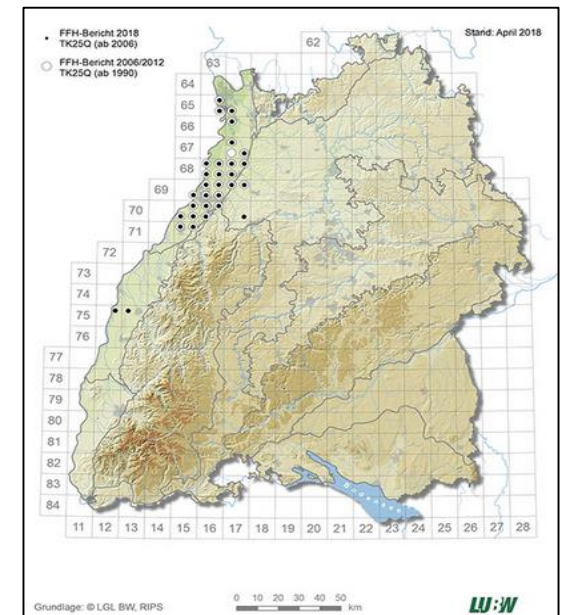 FFH-Bericht 2018
TK25Q (ab 2006)
FFH-Bericht 2006/2012
TK25Q (ab 1990)
Stand: April 2018
62
63
64
65
66
67
68
69
70
71
72
73
74
75
76
77
78
79
80
81
82
83
84
11 12 13 14 15 16 17 18 19 20 21 22 23 24 25 26 27 28
Grundlage: © LGL BW, RIPS
0 10 20 30 40 50
km
LUBW